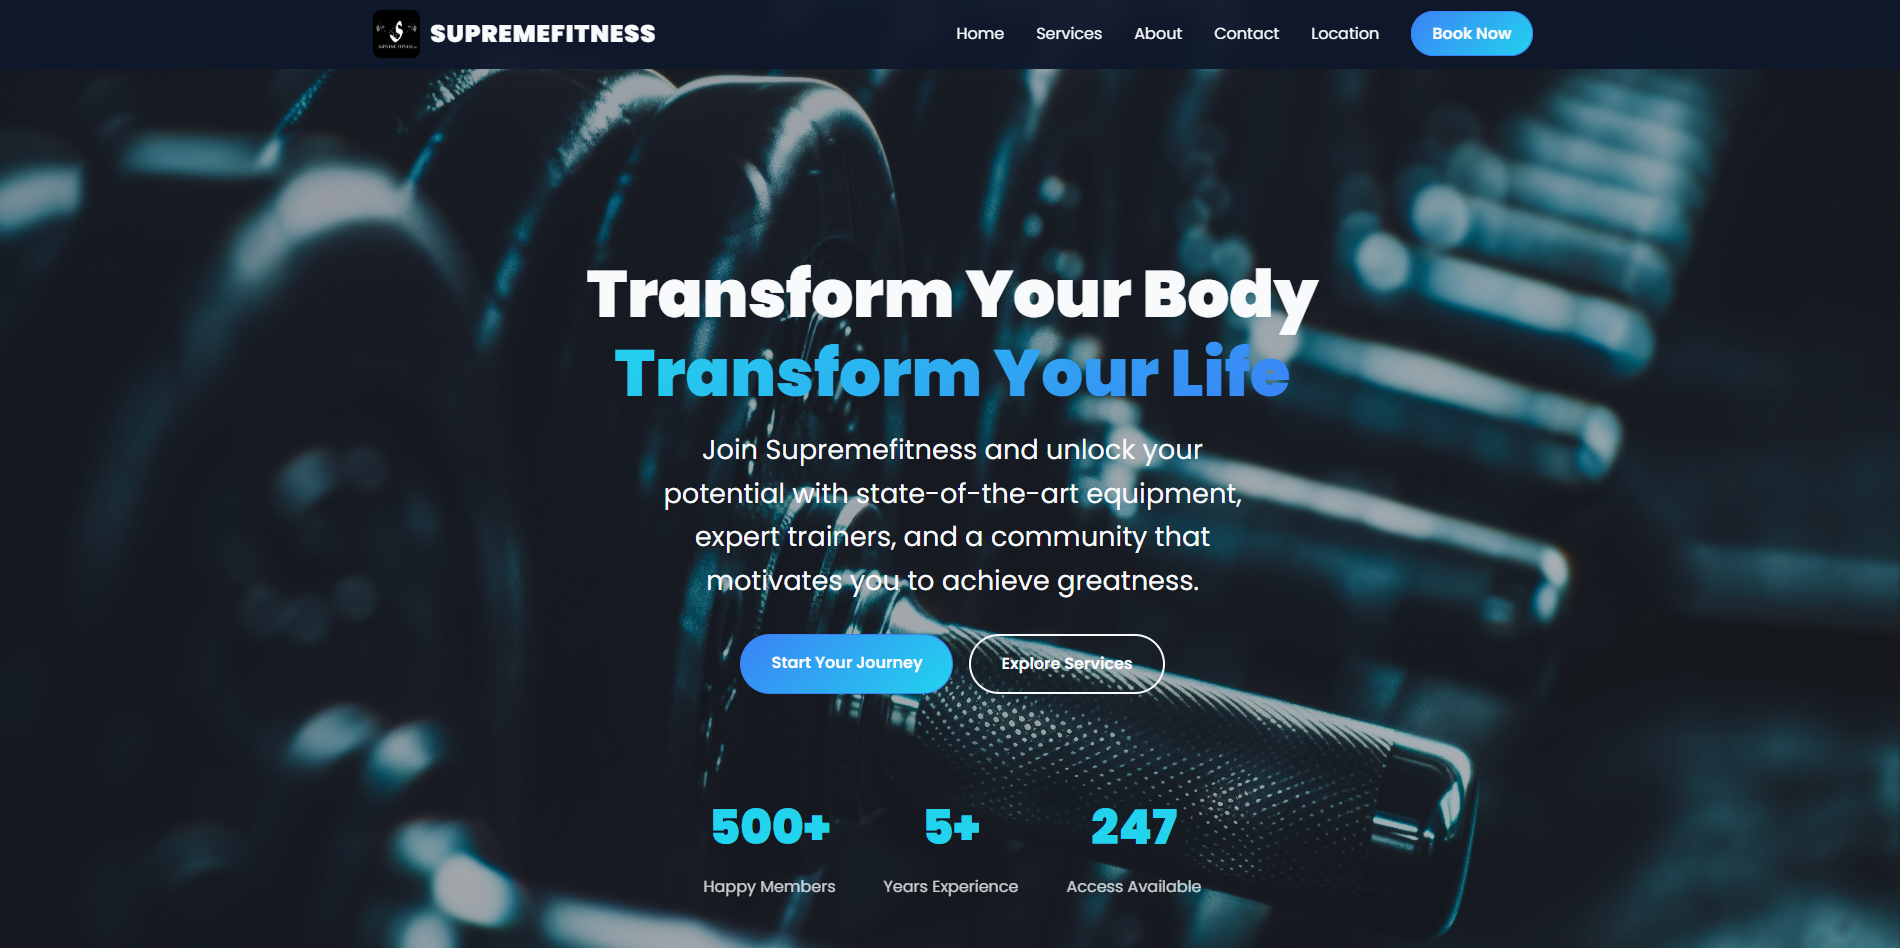 SUPREMEFITNESS
Home Services About Contact Location Book Now
Transform Your Body
Transform Your Life
Join Supremefitness and unlock your
potential with state-of-the-art equipment,
expert trainers, and a community that
motivates you to achieve greatness.
Start Your Journey Explore Services
500+ 5+ 247
Happy Members Years Experience Access Available